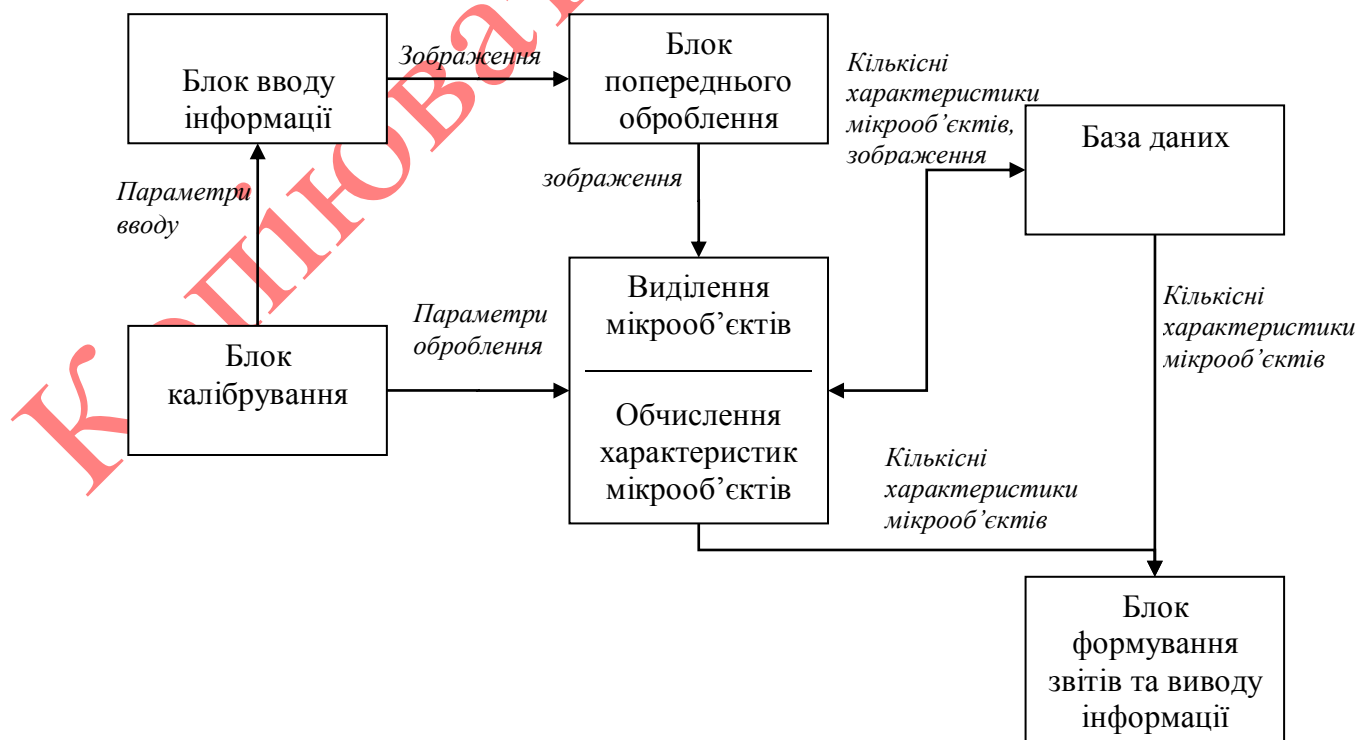 Блок вводу
інформації
Зображення
Блок
попереднього
оброблення
Кількісні
характеристики
мікрооб’єктів,
зображення
База даних
Параметри
вводу
зображення
Блок
калібрування
Параметри
оброблення
Виділення
мікрооб’єктів
Обчислення
характеристик
мікрооб’єктів
Кількісні
характеристики
мікрооб’єктів
Кількісні
характеристики
мікрооб’єктів
Блок
формування
звітів та виводу
інформації